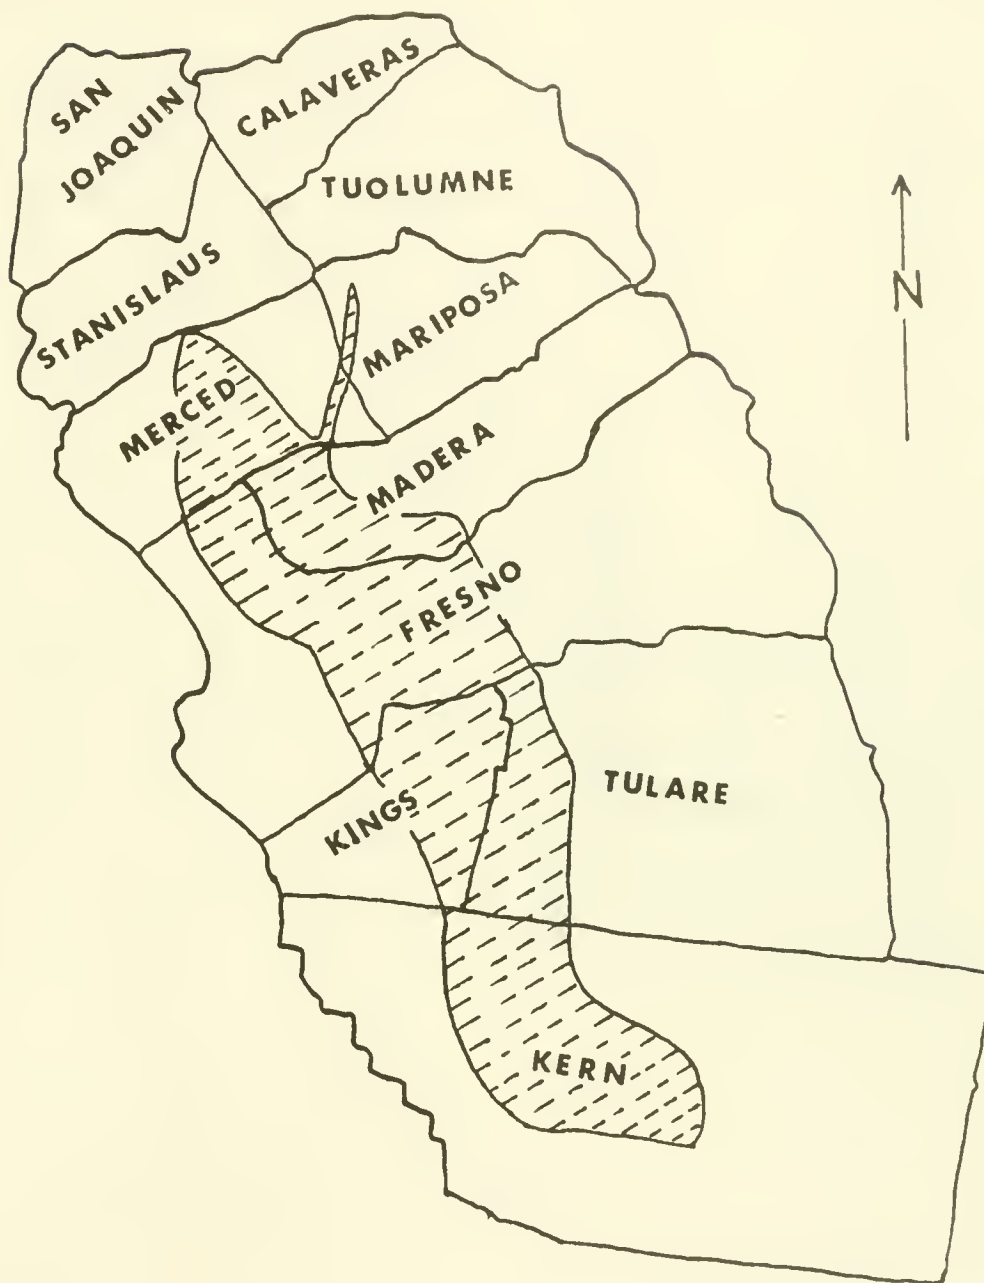 SAN
JOAQUIN
CALAVERAS
TUOLUMNE
STANISLAUS
N
MARIPOSA
MERCED
MADERA
FRESNO
TULARE
KINGS
KERN